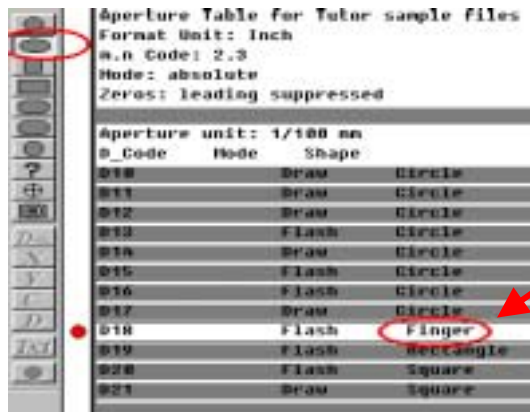 Aperture Table for Tutor sample files
Format Unit: Inch
m.n Code: 2.3
Mode: absolute
Zeros: leading suppressed
Aperture unit: 1/100 mm
D_Code Mode Shape
D10 Draw Circle
D11 Draw Circle
D12 Draw Circle
D13 Flash Circle
D14 Draw Circle
D15 Flash Circle
D16 Flash Circle
D17 Draw Circle
D18 Flash Finger
D19 Flash Rectangle
D20 Flash Square
D21 Draw Square
?
D
X
Y
C
D
TXT